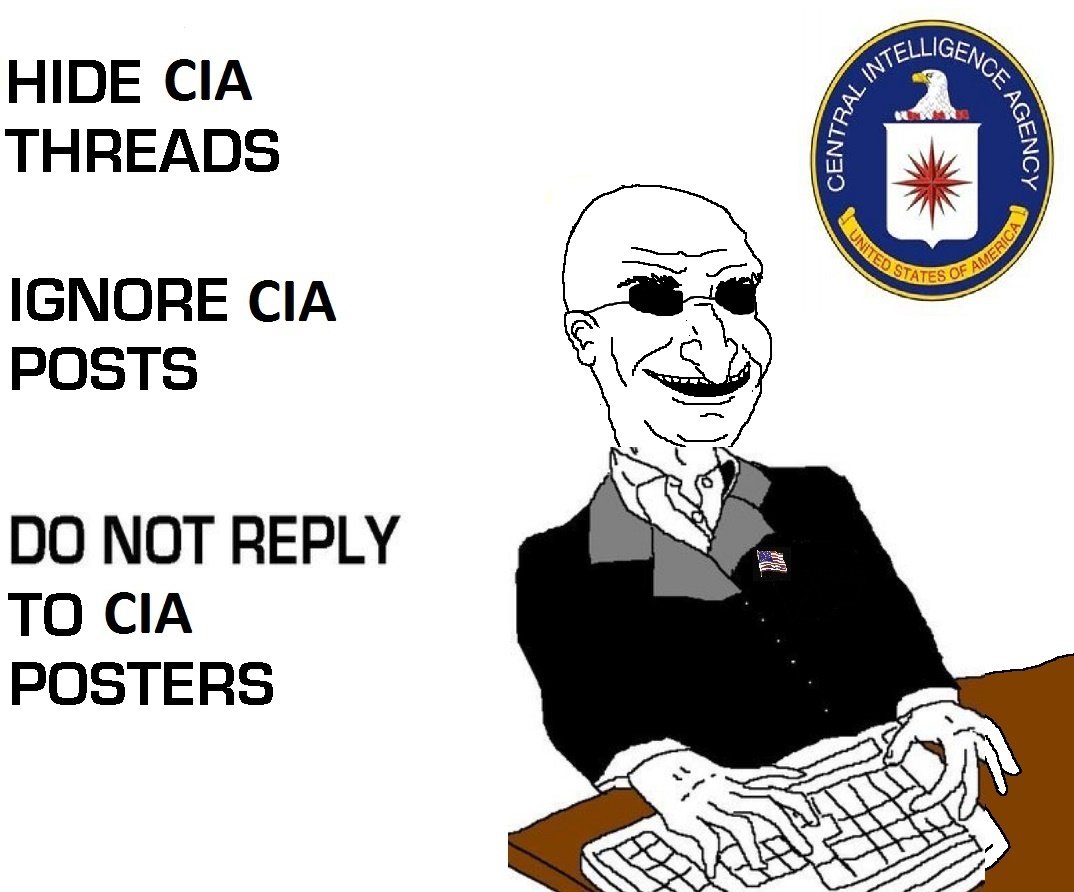 HIDE CIA
THREADS
IGNORE CIA
POSTS
DO NOT REPLY
TO CIA
POSTERS
CENTRAL INTELLIGENCE AGENCY
UNITED STATES OF AMERICA